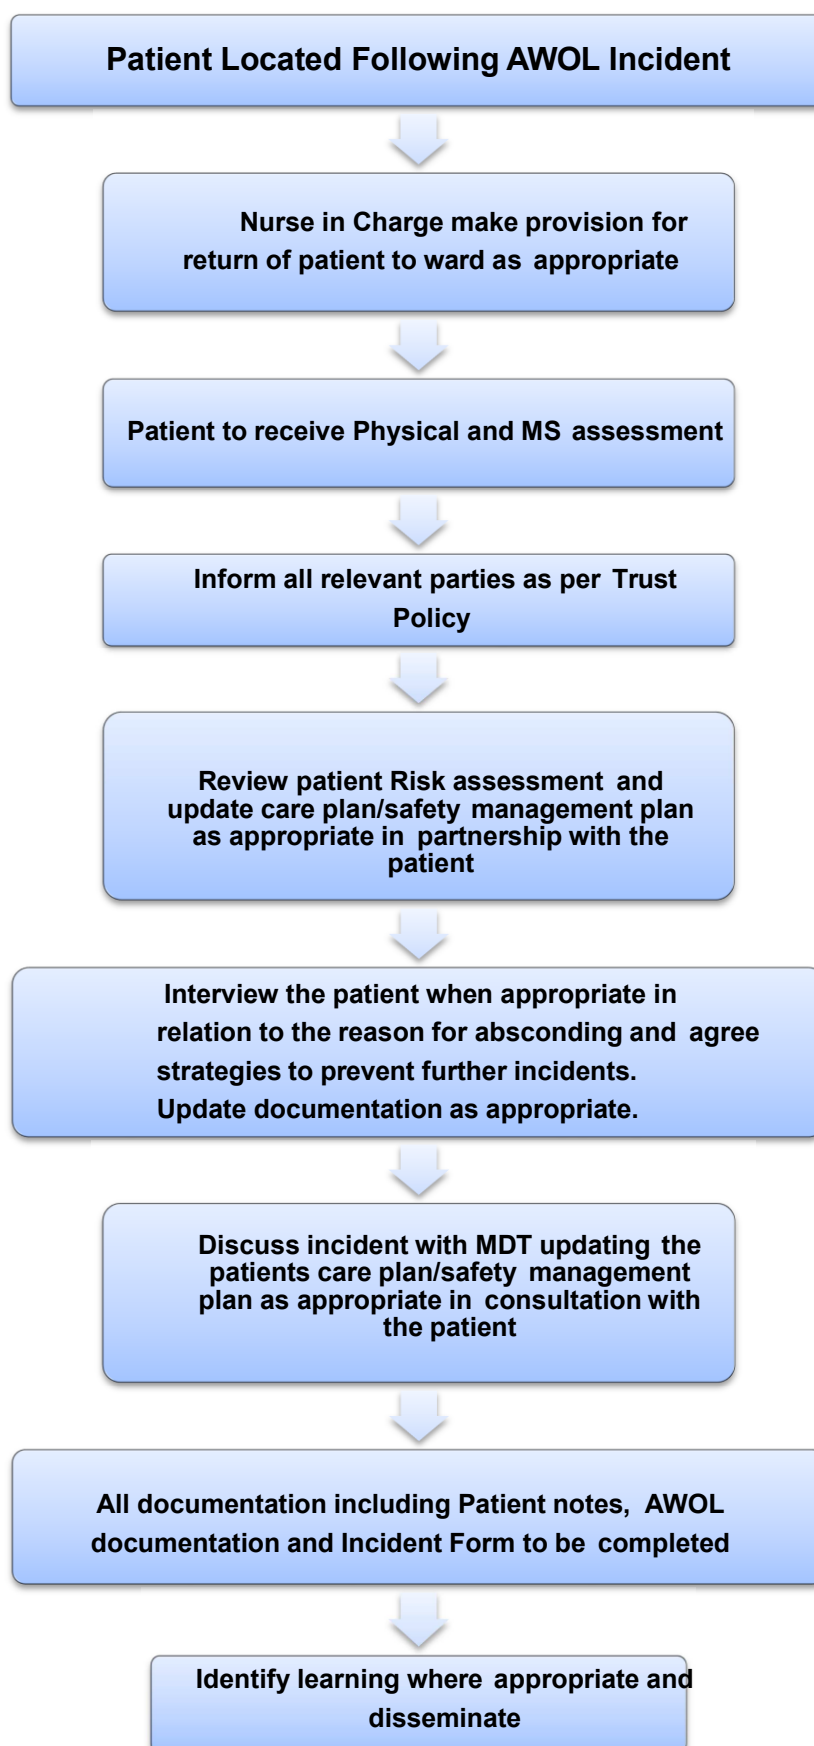 Patient Located Following AWOL Incident
Nurse in Charge make provision for
return of patient to ward as appropriate
Patient to receive Physical and MS assessment
Inform all relevant parties as per Trust
Policy
Review patient Risk assessment and
update care plan/safety management plan
as appropriate in partnership with the
patient
Interview the patient when appropriate in
relation to the reason for absconding and agree
strategies to prevent further incidents.
Update documentation as appropriate.
Discuss incident with MDT updating the
patients care plan/safety management
plan as appropriate in consultation with
the patient
All documentation including Patient notes, AWOL
documentation and Incident Form to be completed
Identify learning where appropriate and
disseminate